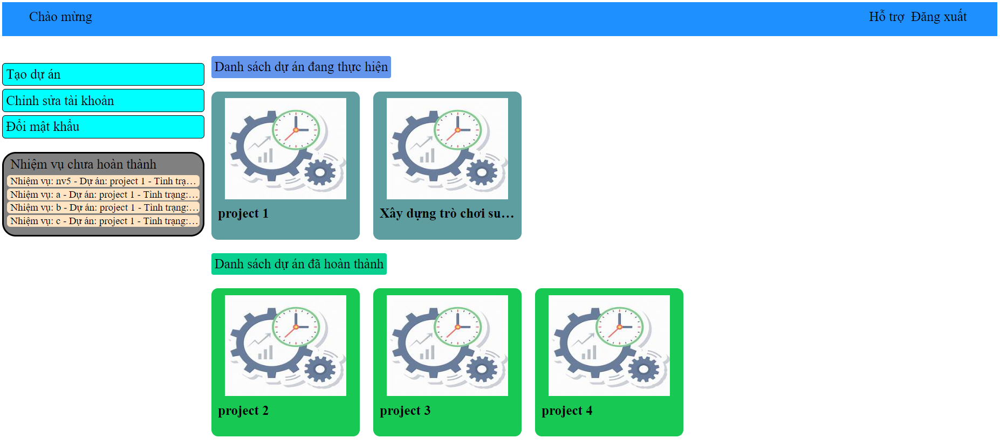 Chào mừng
Hỗ trợ Đăng xuất
Tạo dự án
Chỉnh sửa tài khoản
Đổi mật khẩu
Nhiệm vụ chưa hoàn thành
Nhiệm vụ: nv5 - Dự án: project 1 - Tình trạ...
Nhiệm vụ: a - Dự án: project 1 - Tình trạng:...
Nhiệm vụ: b - Dự án: project 1 - Tình trạng:...
Nhiệm vụ: c - Dự án: project 1 - Tình trạng:...
Danh sách dự án đang thực hiện
project 1
Xây dựng trò chơi su...
Danh sách dự án đã hoàn thành
project 2
project 3
project 4